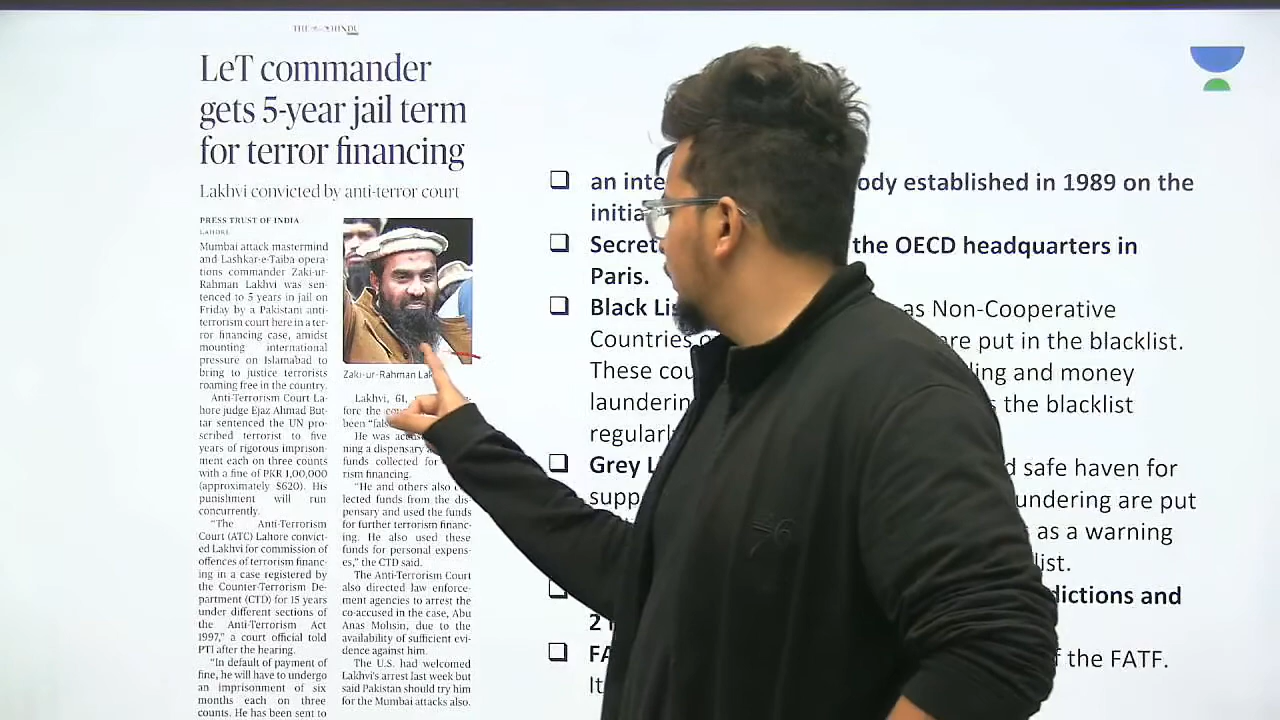 THE HINDU
LeT commander
gets 5-year jail term
for terror financing
Lakhvi convicted by anti-terror court
PRESS TRUST OF INDIA
LAHORE
Mumbai attack mastermind
and Lashkar-e-Taiba opera-
tions commander Zaki-ur-
Rahman Lakhvi was sen-
tenced to 5 years in jail on
Friday by a Pakistani anti-
terrorism court here in a ter-
ror financing case, amidst
mounting international
pressure on Islamabad to
bring to justice terrorists
roaming free in the country.
Anti-Terrorism Court La-
hore judge Ejaz Ahmad But-
tar sentenced the UN pro-
scribed terrorist to five
years of rigorous imprison-
ment each on three counts
with a fine of PKR 1,00,000
(approximately $620). His
punishment will run
concurrently.
"The Anti-Terrorism
Court (ATC) Lahore convict-
ed Lakhvi for commission of
offences of terrorism financ-
ing in a case registered by
the Counter-Terrorism De-
partment (CTD) for 15 years
under different sections of
the Anti-Terrorism Act
1997," a court official told
PTI after the hearing.
"In default of payment of
fine, he will have to undergo
an imprisonment of six
months each on three
counts. He has been sent to
Zaki-ur-Rahman
Lakhvi, 61,
fore the
been
He was
ning a dispensary
funds collected for
rism financing.
"He and others also
lected funds from the dis-
pensary and used the funds
for further terrorism financ-
ing. He also used these
funds for personal expens-
es," the CTD said.
The Anti-Terrorism Court
also directed law enforce-
ment agencies to arrest the
co-accused in the case, Abu
Anas Mohsin, due to the
availability of sufficient evi-
dence against him.
The U.S. had welcomed
Lakhvi's arrest last week but
said Pakistan should try him
for the Mumbai attacks also.
an established in 1989 on the
Secret the OECD headquarters in
Paris.
Black as Non-Cooperative
Countries put in the blacklist.
These and money
the blacklist
Grey safe haven for
are put
as a warning
and
2
the FATF.
It